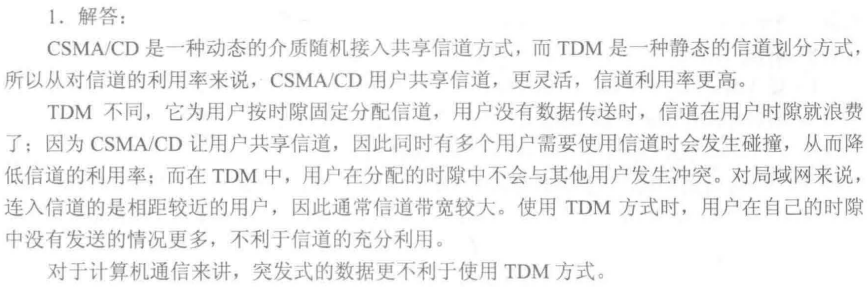 1. 解答：
CSMA/CD 是一种动态的介质随机接入共享信道方式，而 TDM 是一种静态的信道划分方式，
所以从对信道的利用率来说，CSMA/CD 用户共享信道，更灵活，信道利用率更高。
TDM 不同，它为用户按时隙固定分配信道，用户没有数据传送时，信道在用户时隙就浪费
了；因为 CSMA/CD 让用户共享信道，因此同时有多个用户需要使用信道时会发生碰撞，从而降
低信道的利用率；而在 TDM 中，用户在分配的时隙中不会与其他用户发生冲突。对局域网来说，
连入信道的是相距较近的用户，因此通常信道带宽较大。使用 TDM 方式时，用户在自己的时隙
中没有发送的情况更多，不利于信道的充分利用。
对于计算机通信来讲，突发式的数据更不利于使用 TDM 方式。